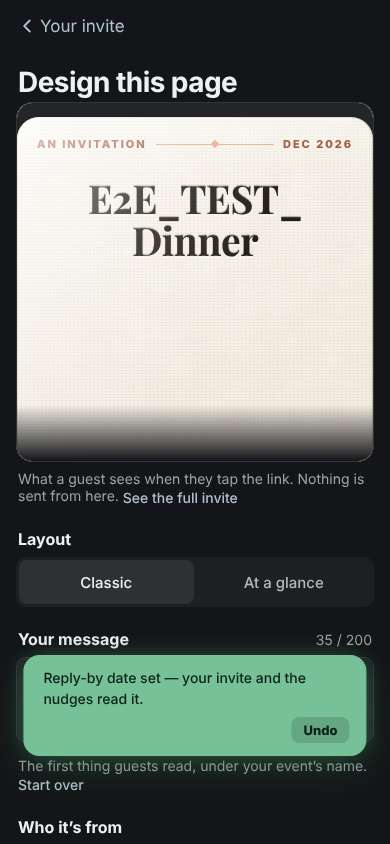 Your invite
Design this page
AN INVITATION DEC 2026
E2E_TEST_
Dinner
What a guest sees when they tap the link. Nothing is
sent from here. See the full invite
Layout
Classic At a glance
Your message 35 / 200
Reply-by date set — your invite and the
nudges read it.
Undo
The first thing guests read, under your event’s name.
Start over
Who it’s from